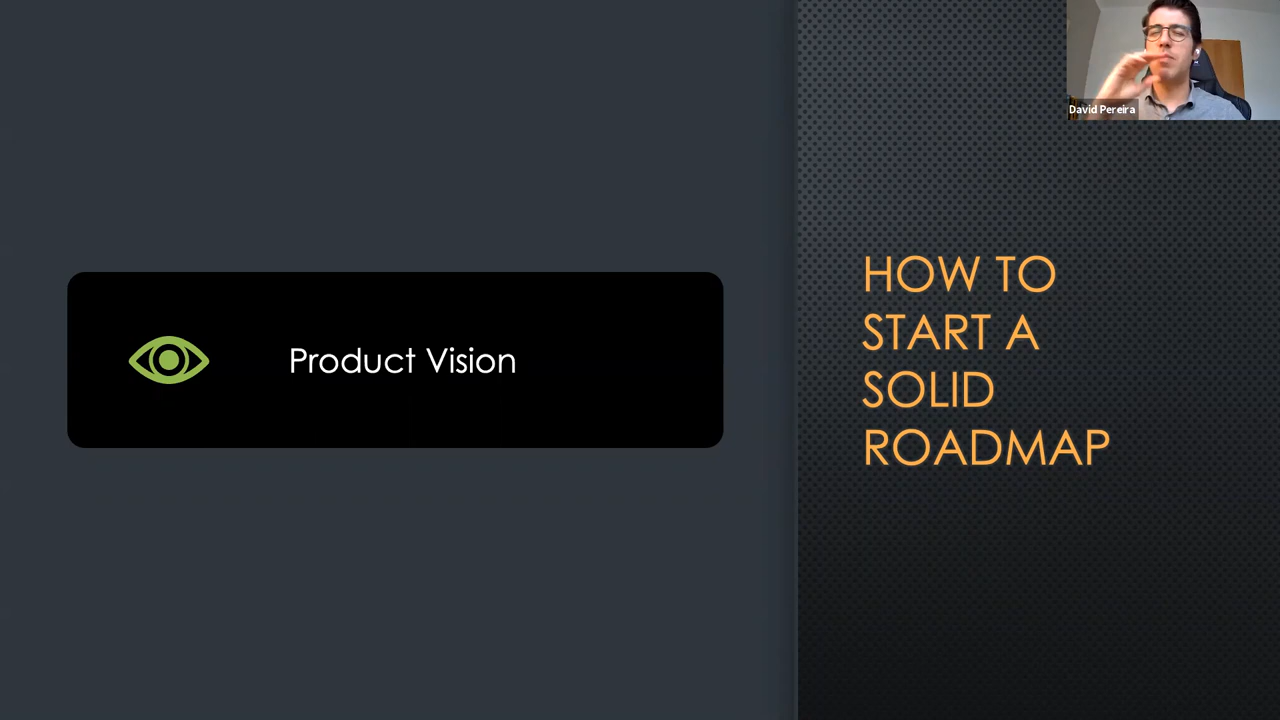 Product Vision
HOW TO
START A
SOLID
ROADMAP
David Pereira